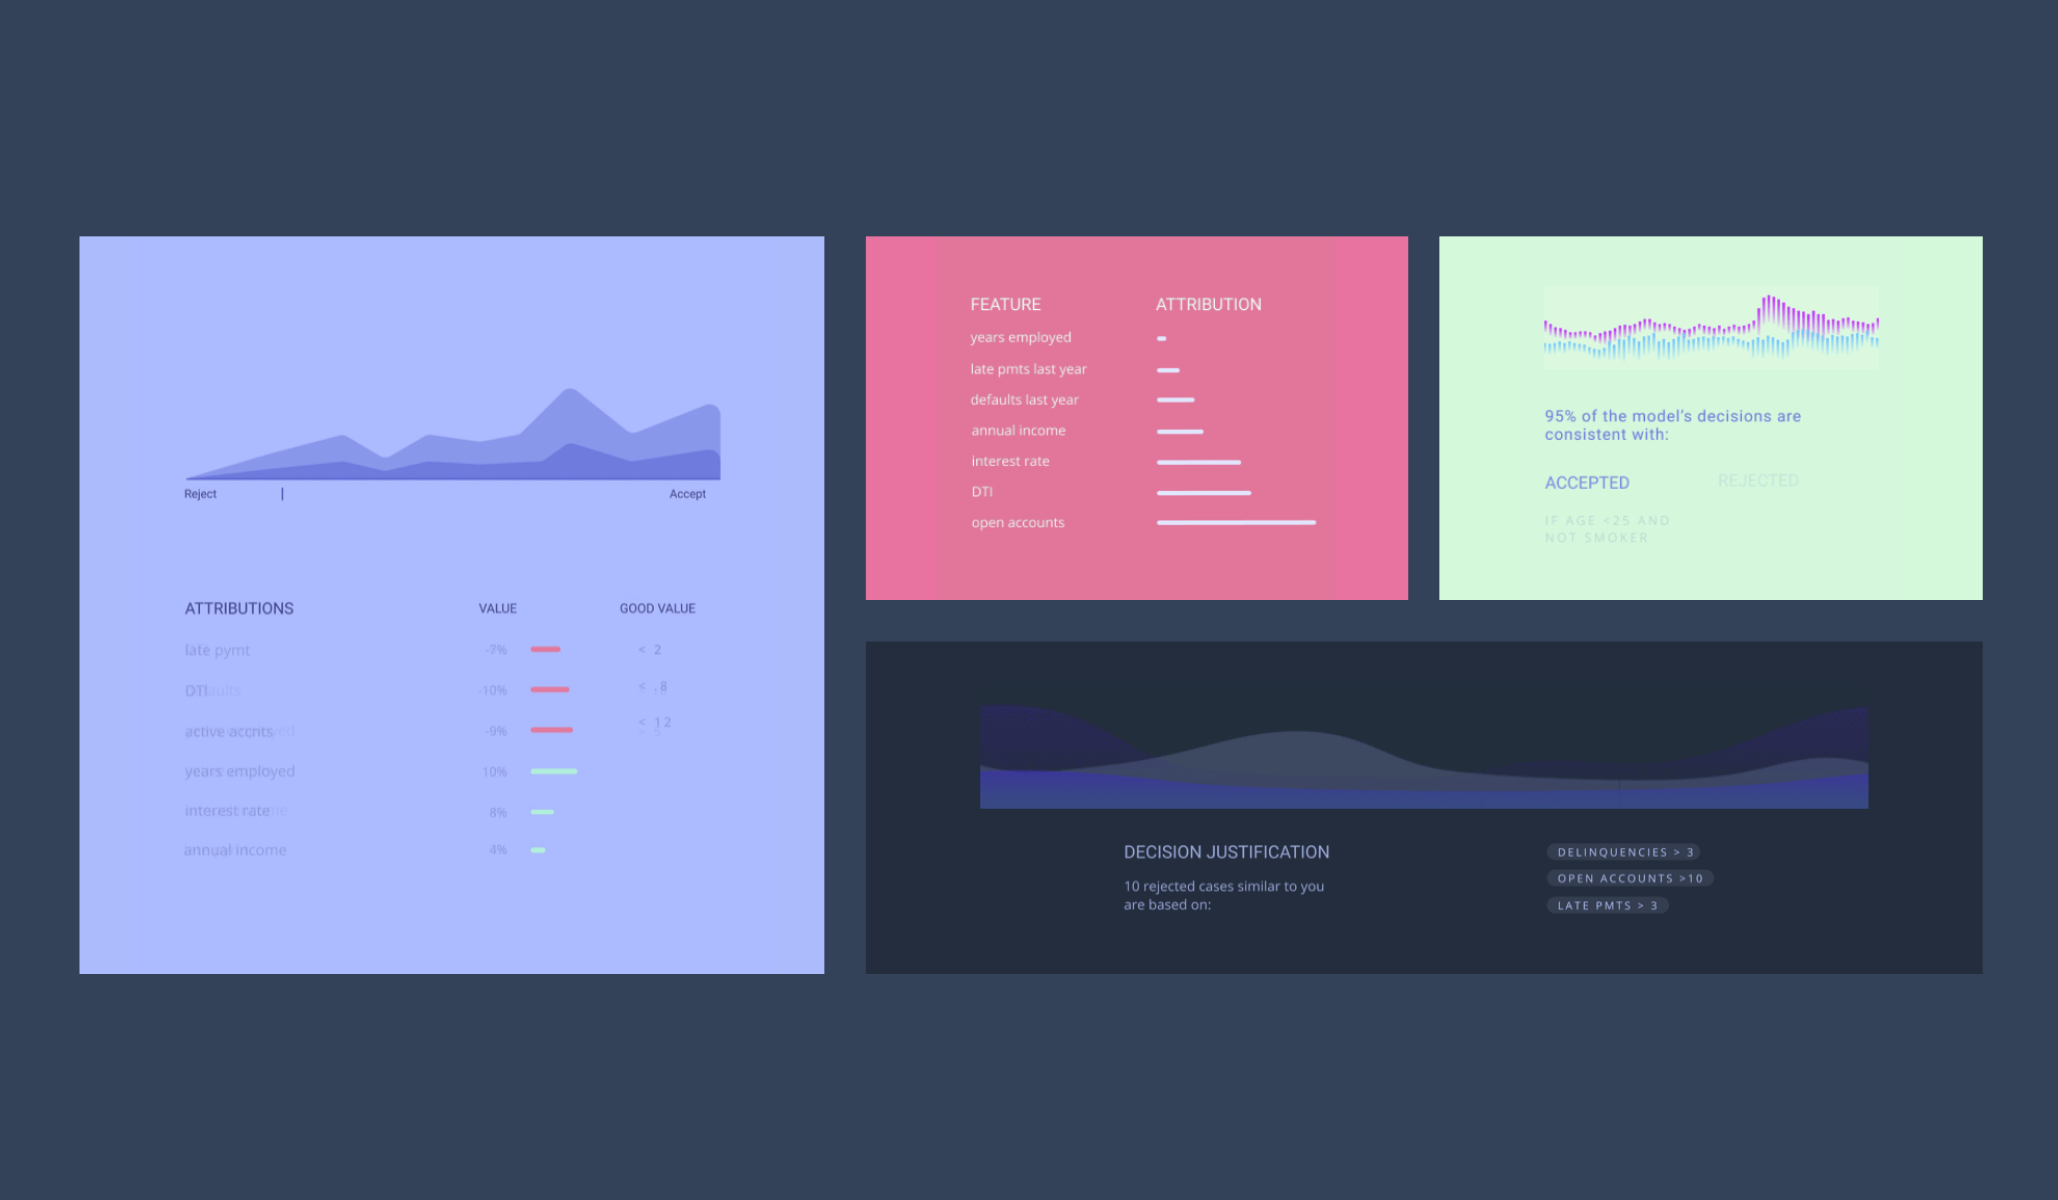 Reject
Accept
ATTRIBUTIONS VALUE GOOD VALUE
late pymt -7% < 2
DTI -10% < .8
active accnts -9% < 12
years employed 10%
interest rate 8%
annual income 4%
FEATURE ATTRIBUTION
years employed
late pmts last year
defaults last year
annual income
interest rate
DTI
open accounts
95% of the model's decisions are
consistent with:
ACCEPTED REJECTED
IF AGE <25 AND
NOT SMOKER
DECISION JUSTIFICATION
10 rejected cases similar to you
are based on:
DELINQUENCIES > 3
OPEN ACCOUNTS >10
LATE PMTS > 3